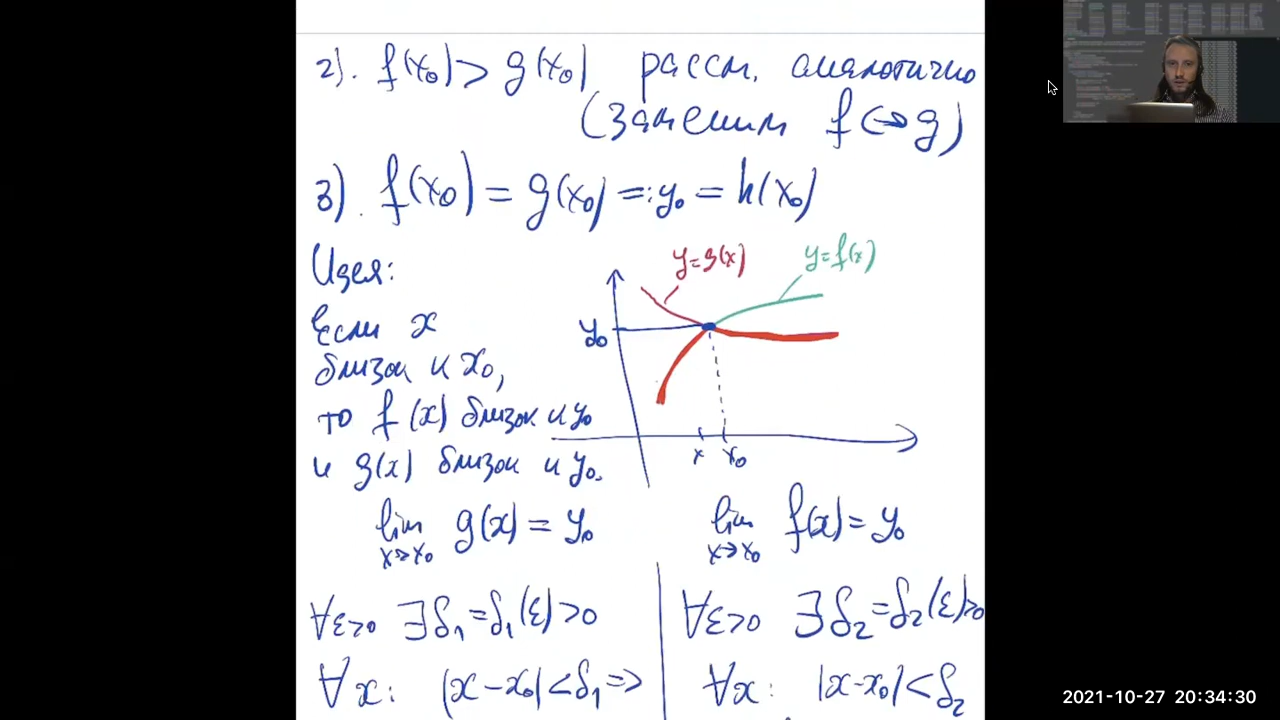 2). f(x₀) > g(x₀) рассм. аналогично
(заменим f ↔ g)
3). f(x₀) = g(x₀) =: y₀ = h(x₀)
Идея:
y=g(x)
y=f(x)
Если x
y₀
близок к x₀,
то f(x) близок к y₀
и g(x) близок к y₀.
x x₀
lim x→x₀ g(x) = y₀
lim x→x₀ f(x) = y₀
∀ε>0 ∃δ₁=δ₁(ε)>0
∀x: |x-x₀|<δ₁ =>
∀ε>0 ∃δ₂=δ₂(ε)>0
∀x: |x-x₀|<δ₂
2021-10-27 20:34:30